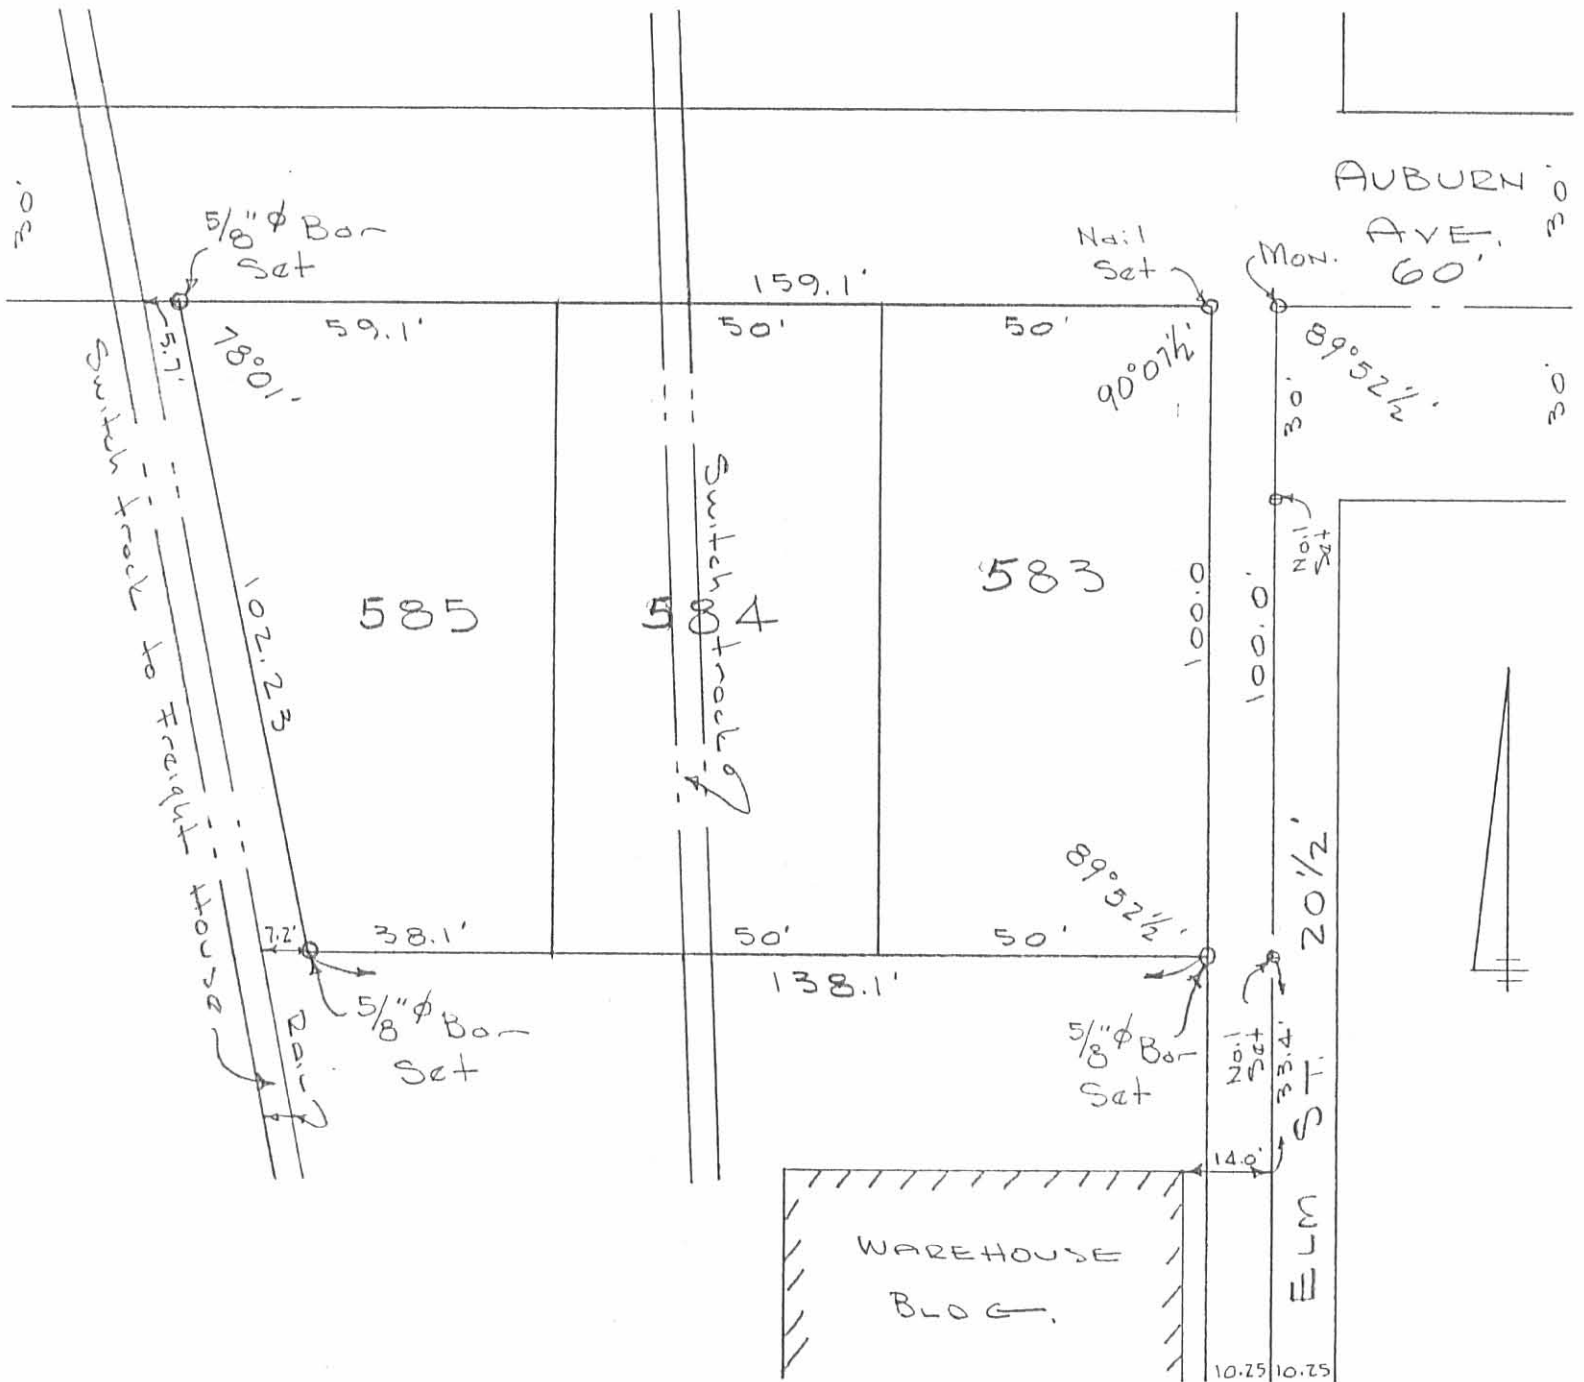 AUBURN
AVE.
60'
30'
30'
30'
5/8"ϕ Bar
Set
Nail
Set
MON.
159.1'
59.1'
50'
50'
5.7'
78°01'
90°07½'
89°52½'
30'
Nail
Set
Switch track to Freight House
102.23
585
584
583
Switch track
100.0
100.0'
20½'
ELM ST.
89°52½'
7.2'
38.1'
50'
50'
138.1'
5/8"ϕ Bar
Set
Rail
5/8"ϕ Bar
Set
Nail
Set
33.4'
14.0'
WAREHOUSE
BLDG.
10.25
10.25